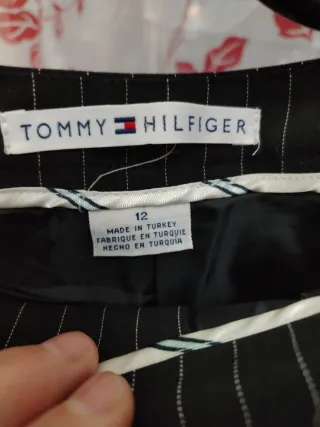 TOMMY HILFIGER
12
MADE IN TURKEY
FABRIQUE EN TURQUIE
HECHO EN TURQUIA